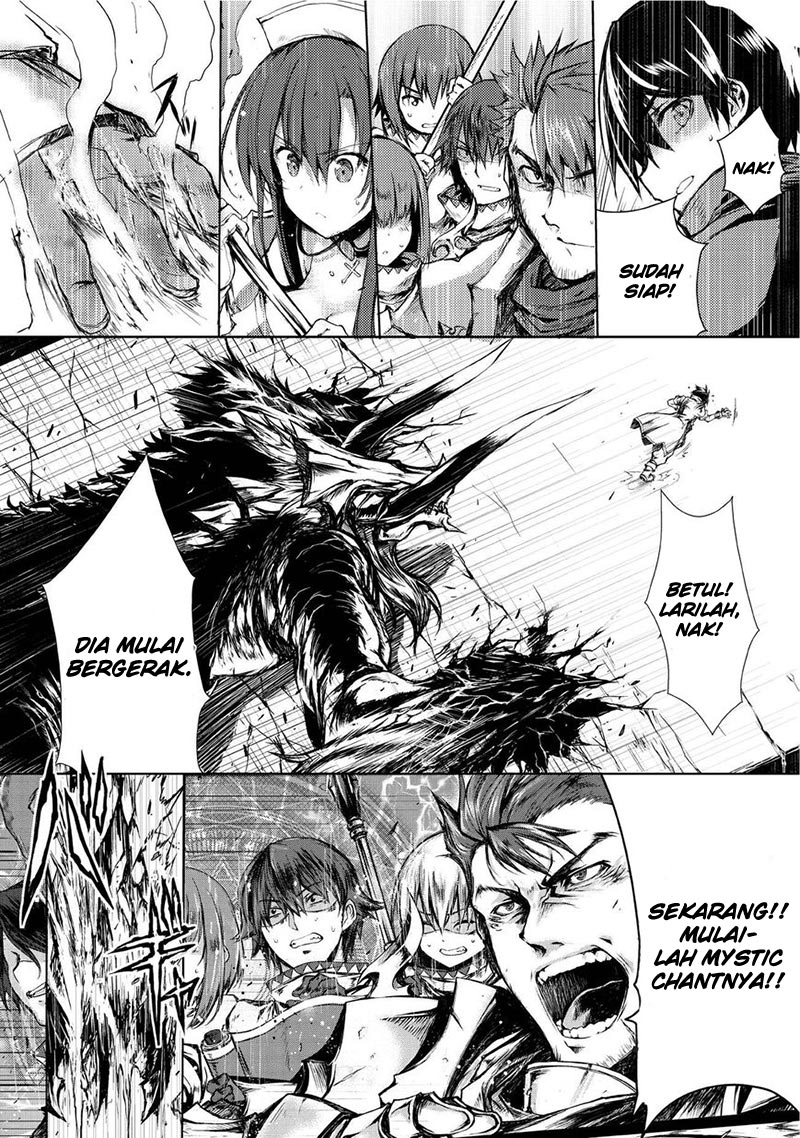 NAK!
SUDAH
SIAP!
BETUL!
LARILAH,
NAK!
DIA MULAI
BERGERAK.
SEKARANG!!
MULAI-
LAH MYSTIC
CHANTNYA!!